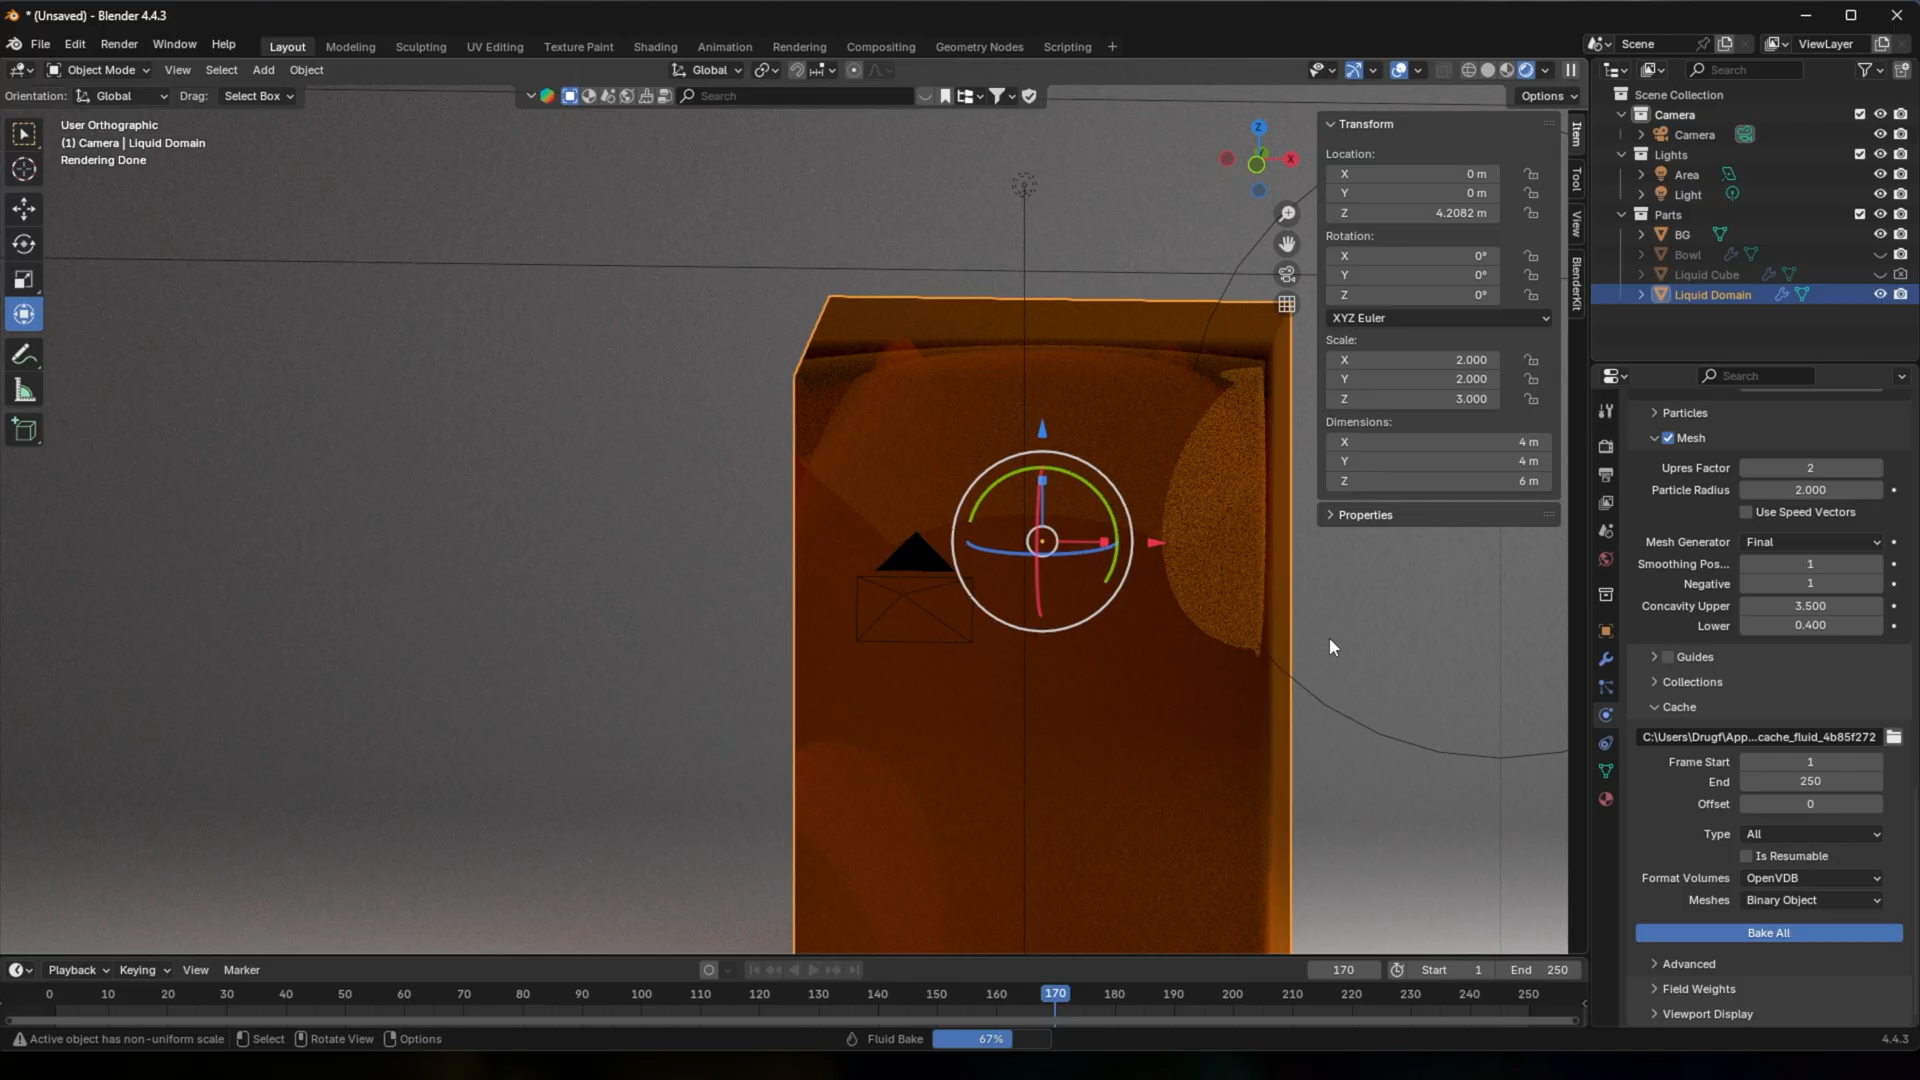 * (Unsaved) - Blender 4.4.3
File Edit Render Window Help Layout Modeling Sculpting UV Editing Texture Paint Shading Animation Rendering Compositing Geometry Nodes Scripting + Scene ViewLayer
Object Mode View Select Add Object Global Search
Orientation: Global Drag: Select Box Search Options
User Orthographic
(1) Camera | Liquid Domain
Rendering Done
Z
X
Transform
Location:
X 0 m
Y 0 m
Z 4.2082 m
Rotation:
X 0°
Y 0°
Z 0°
XYZ Euler
Scale:
X 2.000
Y 2.000
Z 3.000
Dimensions:
X 4 m
Y 4 m
Z 6 m
Properties
Item
Tool
View
BlenderKit
Scene Collection
Camera
Camera
Lights
Area
Light
Parts
BG
Bowl
Liquid Cube
Liquid Domain
Search
Particles
Mesh
Upres Factor 2
Particle Radius 2.000
Use Speed Vectors
Mesh Generator Final
Smoothing Pos... 1
Negative 1
Concavity Upper 3.500
Lower 0.400
Guides
Collections
Cache
C:\Users\Drugf\App...cache_fluid_4b85f272
Frame Start 1
End 250
Offset 0
Type All
Is Resumable
Format Volumes OpenVDB
Meshes Binary Object
Bake All
Advanced
Field Weights
Viewport Display
Playback Keying View Marker 170 Start 1 End 250
0 10 20 30 40 50 60 70 80 90 100 110 120 130 140 150 160 170 180 190 200 210 220 230 240 250
Active object has non-uniform scale Select Rotate View Options Fluid Bake 67% 4.4.3